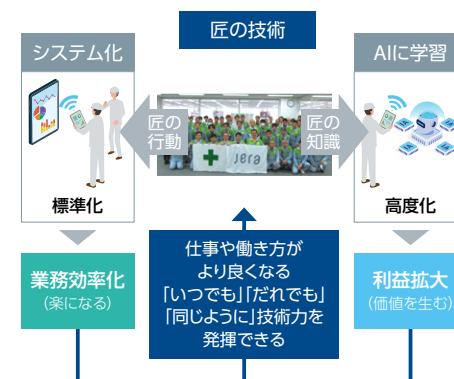 匠の技術
システム化
AIに学習
匠の
行動
匠の
知識
jera
標準化
高度化
業務効率化
(楽になる)
仕事や働き方が
より良くなる
「いつでも」「だれでも」
「同じように」技術力を
発揮できる
利益拡大
(価値を生む)